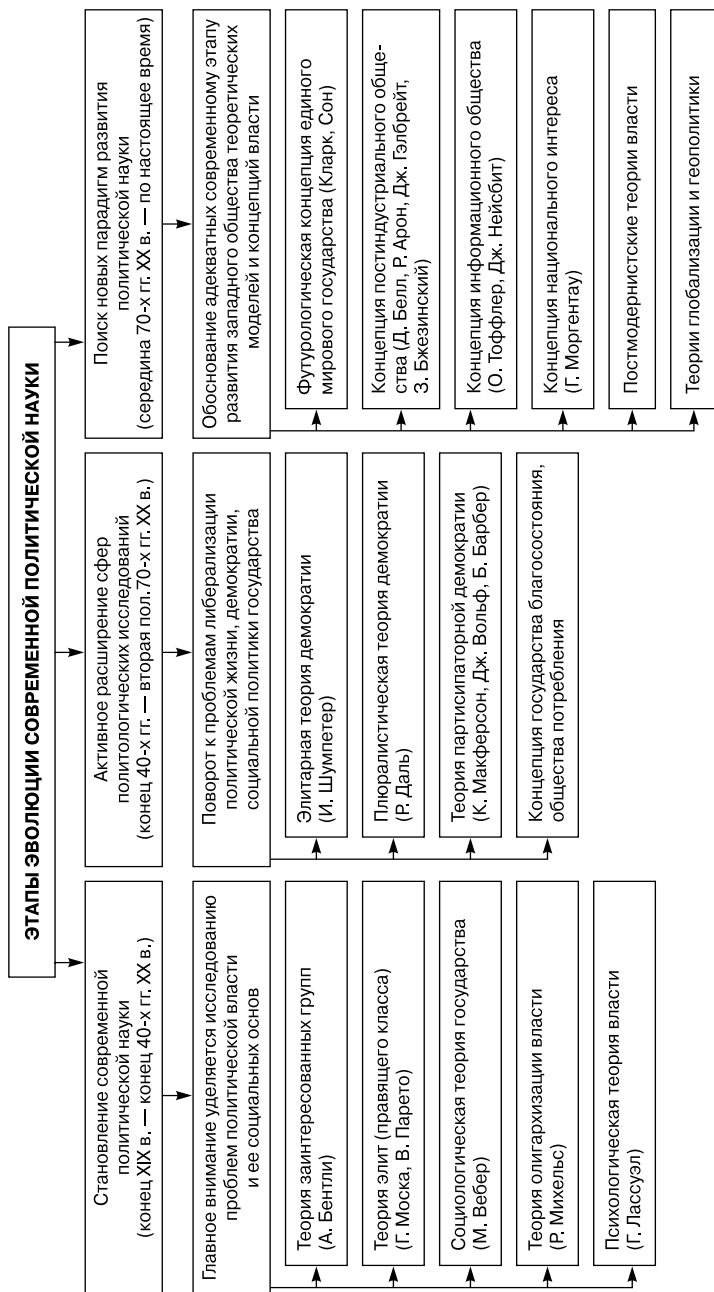 ЭТАПЫ ЭВОЛЮЦИИ СОВРЕМЕННОЙ ПОЛИТИЧЕСКОЙ НАУКИ
Становление современной
политической науки
(конец XIX в. — конец 40-х гг. XX в.)
Главное внимание уделяется исследованию
проблем политической власти
и ее социальных основ
Теория заинтересованных групп
(А. Бентли)
Теория элит (правящего класса)
(Г. Моска, В. Парето)
Социологическая теория государства
(М. Вебер)
Теория олигархизации власти
(Р. Михельс)
Психологическая теория власти
(Г. Лассуэл)
Активное расширение сфер
политологических исследований
(конец 40-х гг. — вторая пол.70-х гг. XX в.)
Поворот к проблемам либерализации
политической жизни, демократии,
социальной политики государства
Элитарная теория демократии
(И. Шумпетер)
Плюралистическая теория демократии
(Р. Даль)
Теория партисипаторной демократии
(К. Макферсон, Дж. Вольф, Б. Барбер)
Концепция государства благосостояния,
общества потребления
Поиск новых парадигм развития
политической науки
(середина 70-х гг. XX в. — по настоящее время)
Обоснование адекватных современному этапу
развития западного общества теоретических
моделей и концепций власти
Футурологическая концепция единого
мирового государства (Кларк, Сон)
Концепция постиндустриального обще-
ства (Д. Белл, Р. Арон, Дж. Гэлбрейт,
З. Бжезинский)
Концепция информационного общества
(О. Тоффлер, Дж. Нейсбит)
Концепция национального интереса
(Г. Моргентау)
Постмодернистские теории власти
Теории глобализации и геополитики